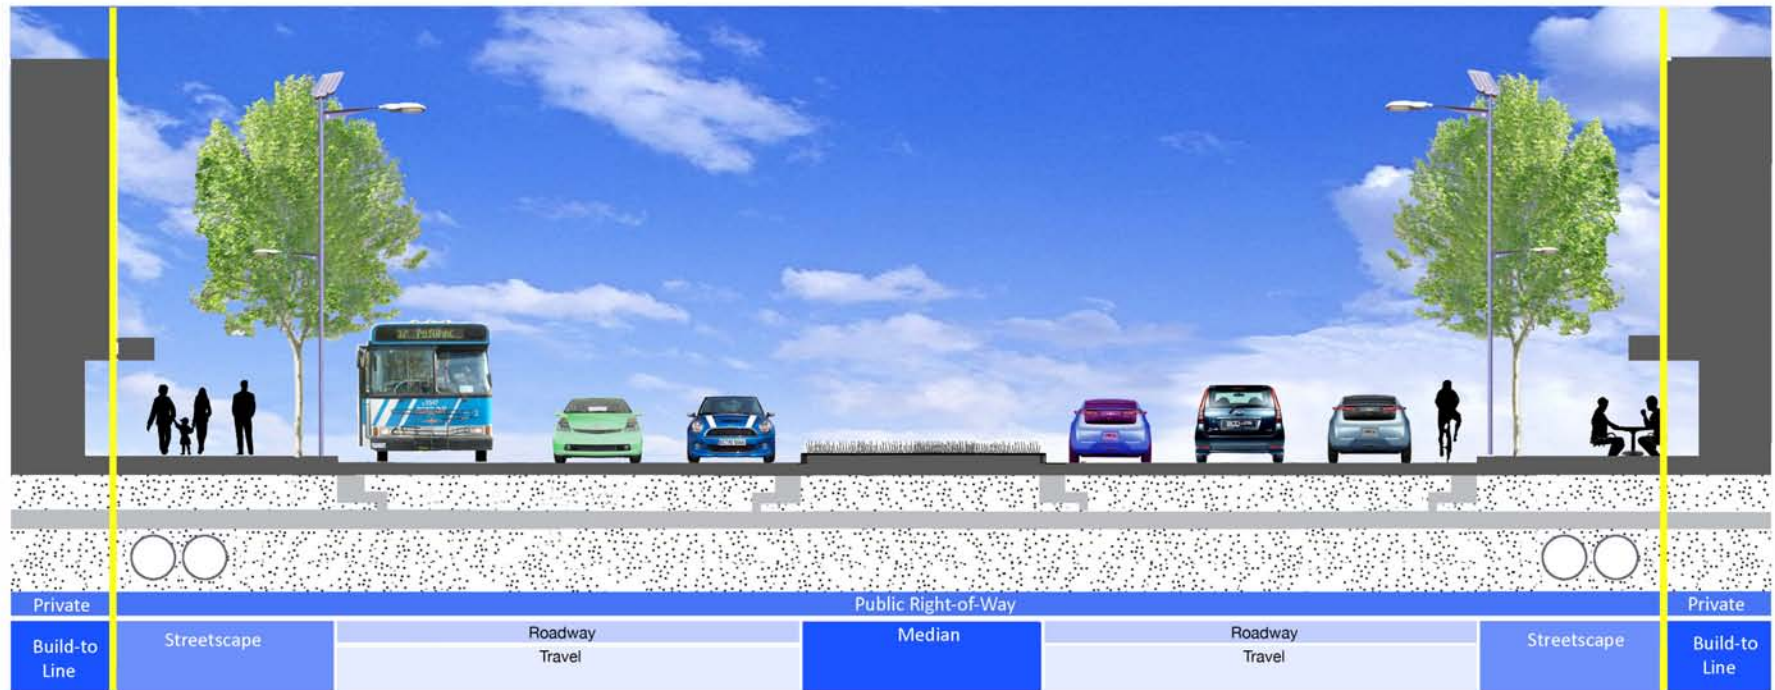 Private
Public Right-of-Way
Private
Build-to
Line
Streetscape
Roadway
Travel
Median
Roadway
Travel
Streetscape
Build-to
Line